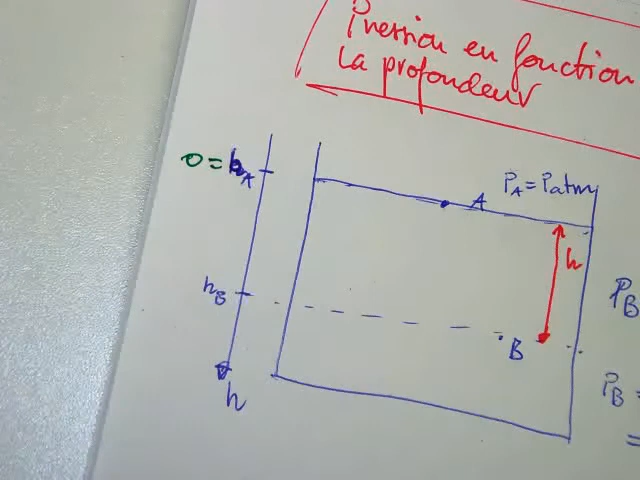 Pression en fonction
la profondeur
0 = hA
PA = Patm
A
h
hB
PB
B
PB =
h
=